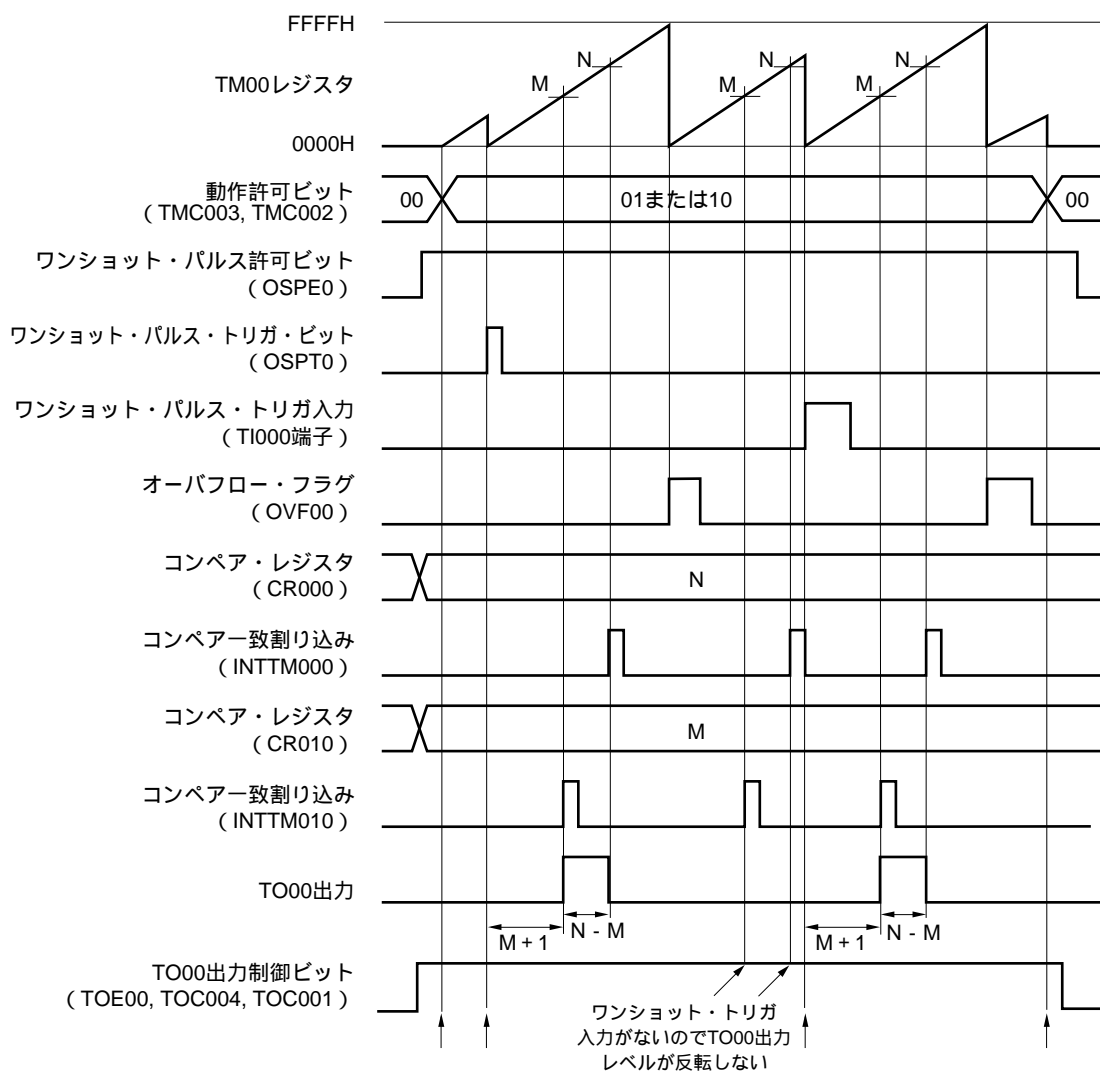 FFFFH
TM00レジスタ
0000H
M
N
M
N
M
N
動作許可ビット
（TMC003, TMC002）
00
01または10
00
ワンショット・パルス許可ビット
（OSPE0）
ワンショット・パルス・トリガ・ビット
（OSPT0）
ワンショット・パルス・トリガ入力
（TI000端子）
オーバフロー・フラグ
（OVF00）
コンペア・レジスタ
（CR000）
N
コンペア一致割り込み
（INTTM000）
コンペア・レジスタ
（CR010）
M
コンペア一致割り込み
（INTTM010）
TO00出力
M + 1
N - M
M + 1
N - M
TO00出力制御ビット
（TOE00, TOC004, TOC001）
ワンショット・トリガ
入力がないのでTO00出力
レベルが反転しない